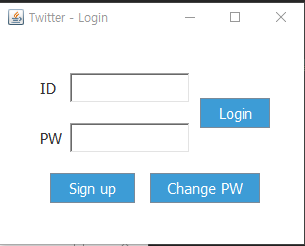 Twitter - Login
ID
Login
PW
Sign up
Change PW